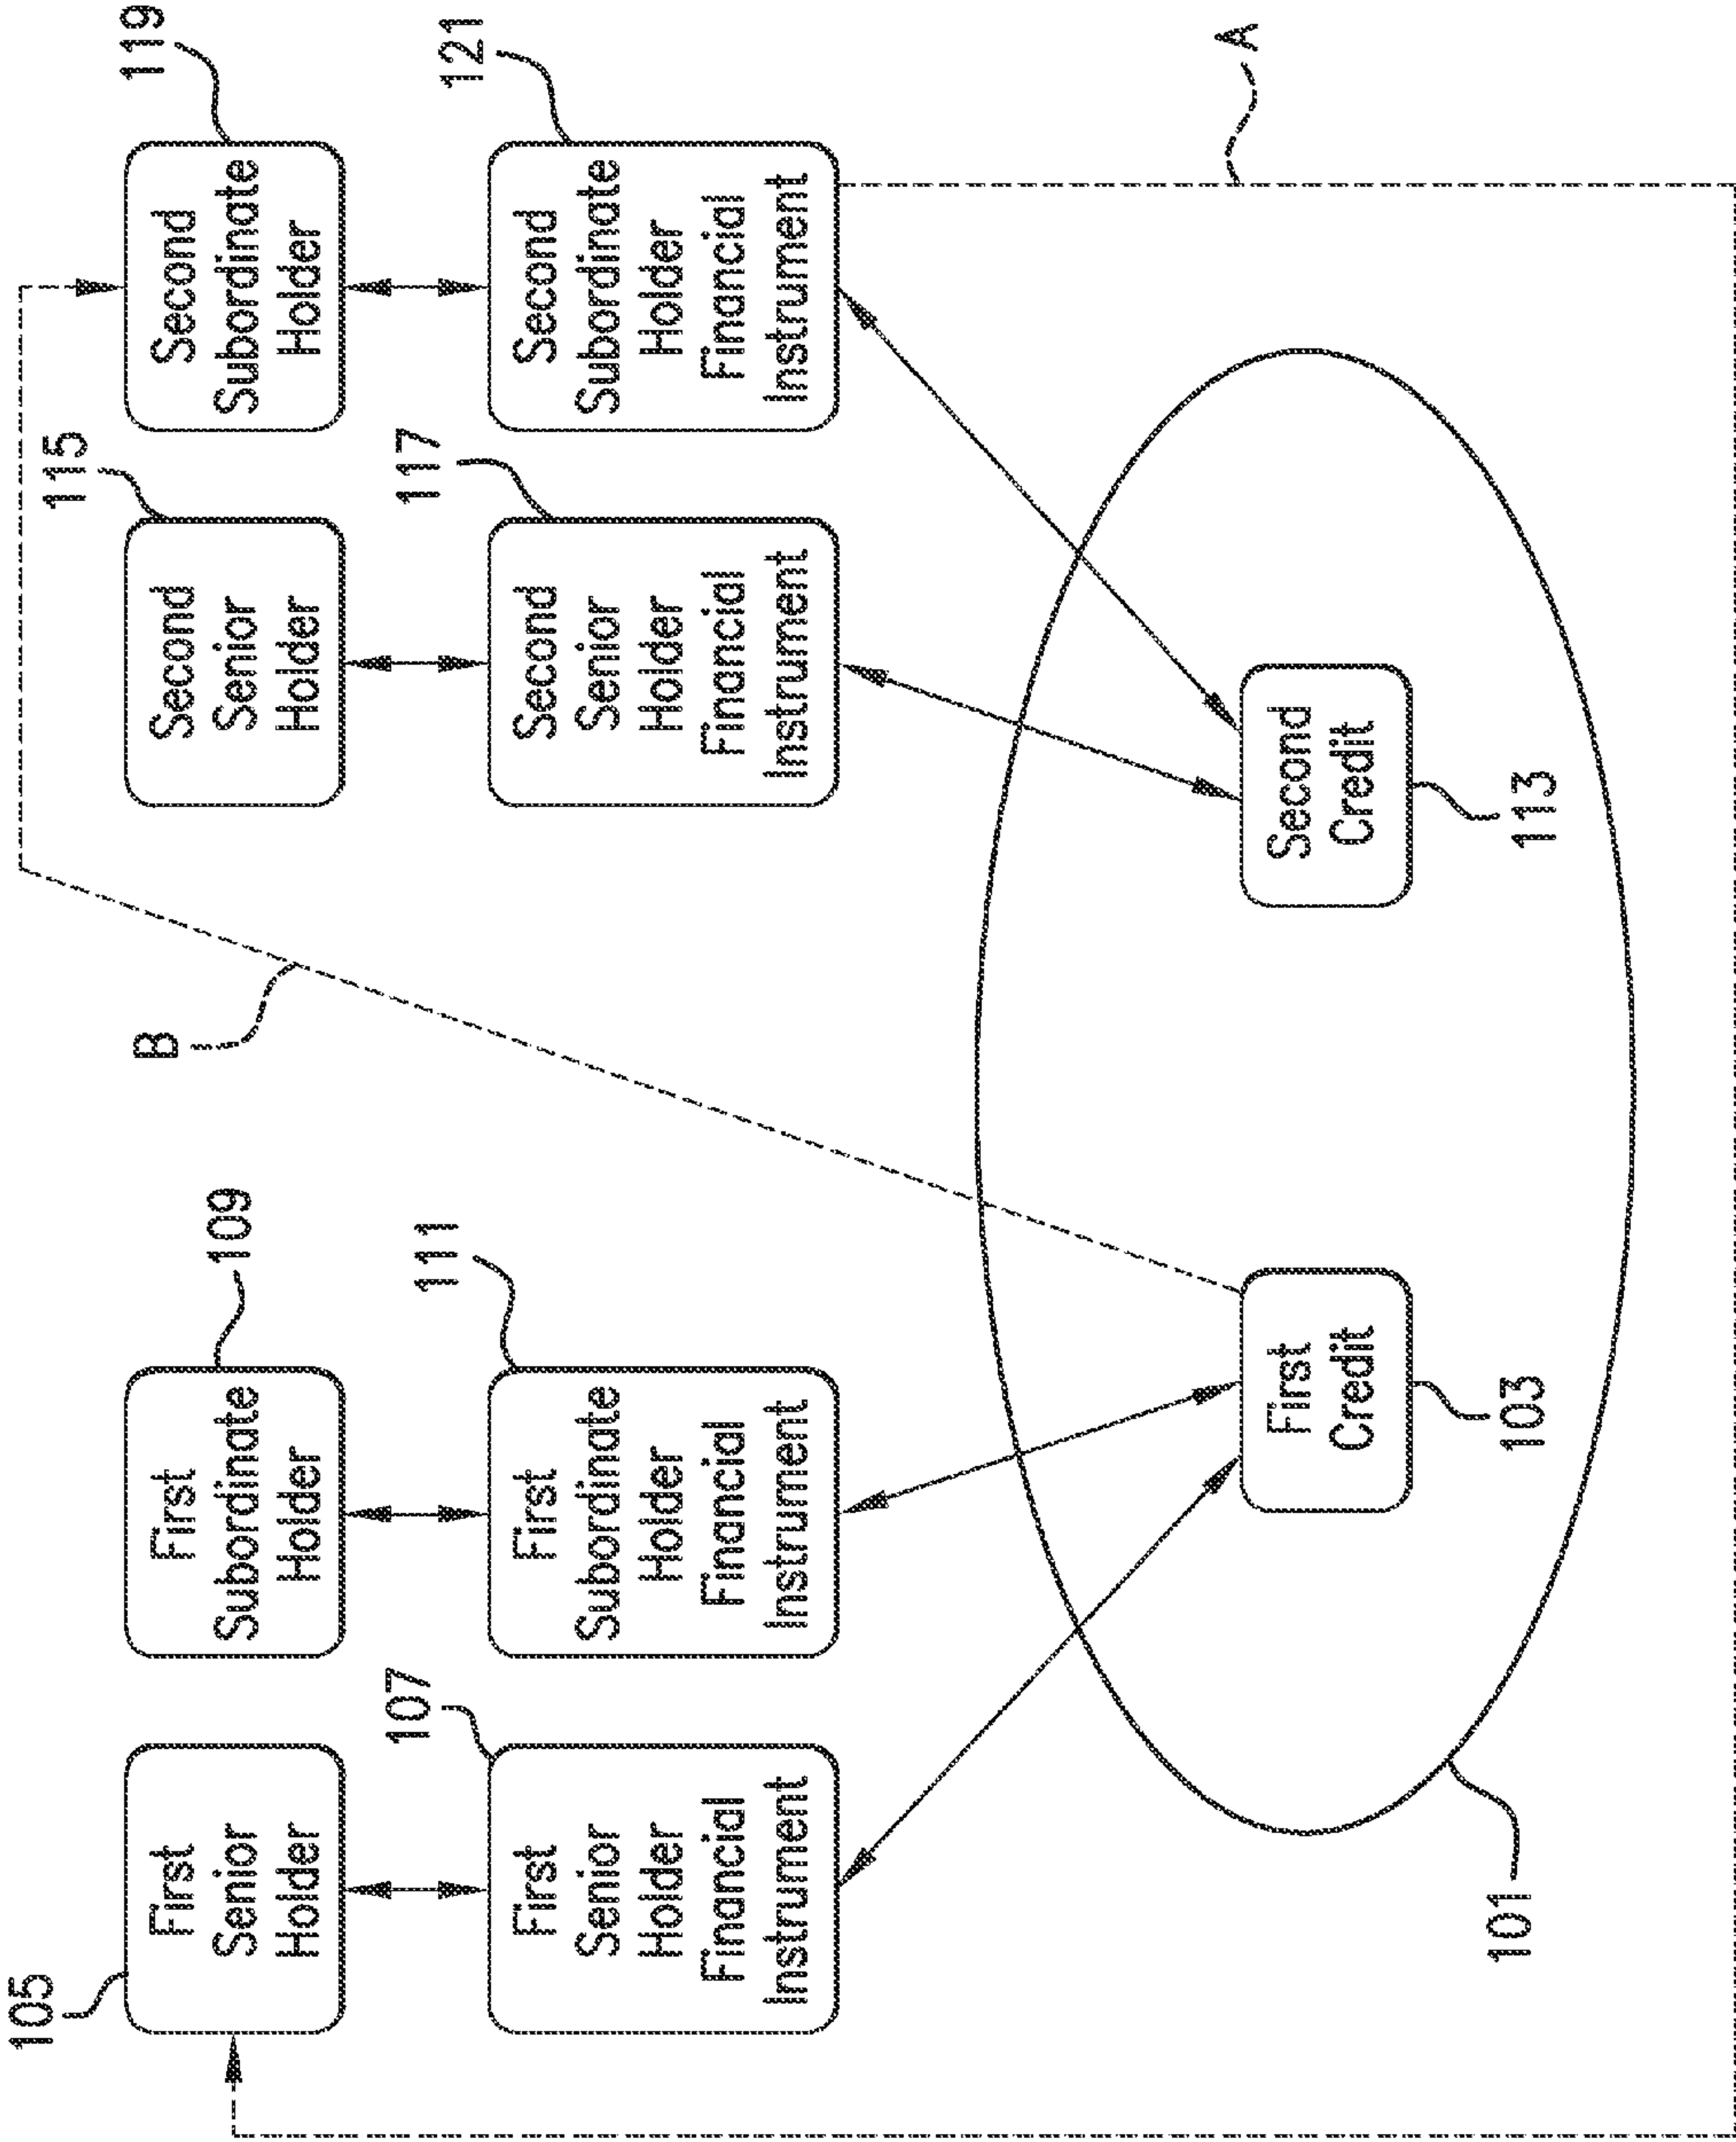 105
First
Senior
Holder
107
First
Senior
Holder
Financial
Instrument
First
Subordinate
Holder
109
First
Subordinate
Holder
Financial
Instrument
111
B
Second
Senior
Holder
115
Second
Senior
Holder
Financial
Instrument
117
Second
Subordinate
Holder
119
Second
Subordinate
Holder
Financial
Instrument
121
A
First
Credit
103
Second
Credit
113
101